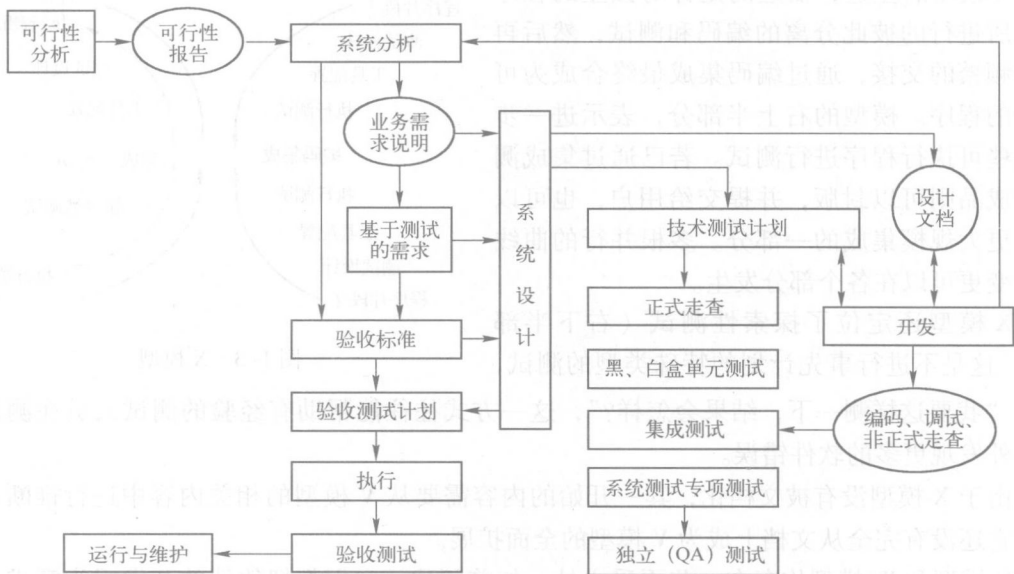 可行性
分析
可行性
报告
系统分析
业务需
求说明
基于测试
的需求
验收标准
验收测试计划
执行
验收测试
运行与维护
系
统
设
计
技术测试计划
正式走查
黑、白盒单元测试
集成测试
系统测试专项测试
独立（QA）测试
设计
文档
开发
编码、调试、
非正式走查